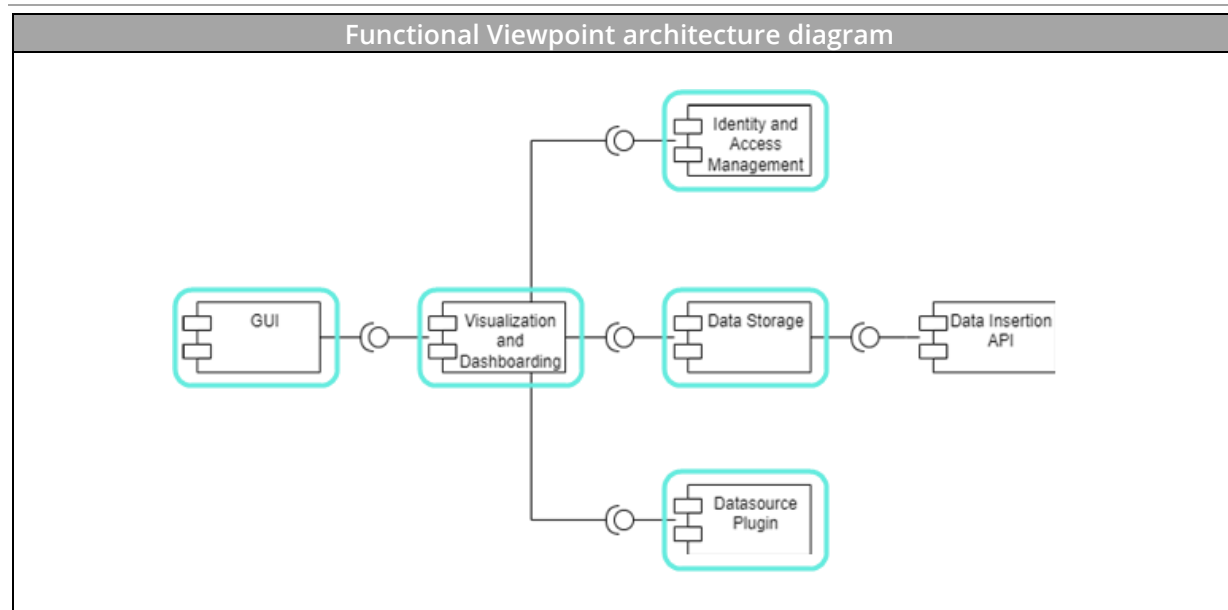 Functional Viewpoint architecture diagram
Identity and
Access
Management
GUI
Visualization
and
Dashboarding
Data Storage
Data Insertion
API
Datasource
Plugin